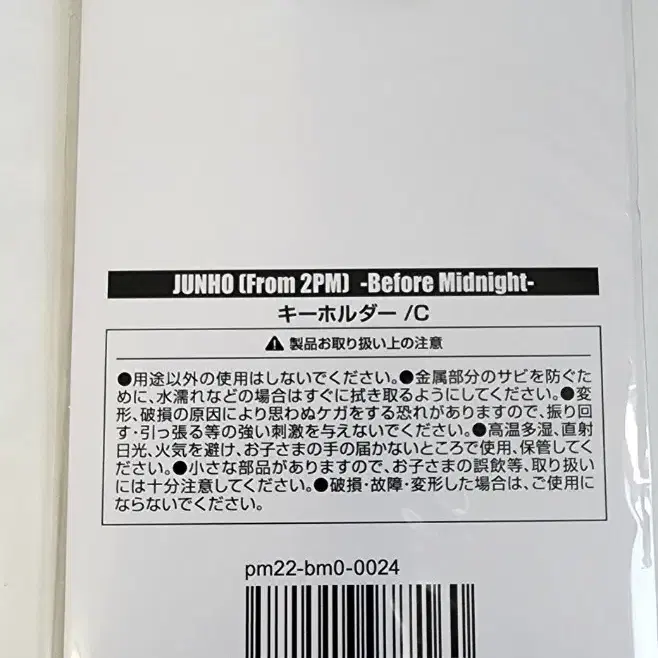 JUNHO (From 2PM) -Before Midnight-
キーホルダー /C
⚠ 製品お取り扱い上の注意
●用途以外の使用はしないでください。●金属部分のサビを防ぐた
めに、水濡れなどの場合はすぐに拭き取るようにしてください。●変
形、破損の原因により思わぬケガをする恐れがありますので、振り回
す・引っ張る等の強い刺激を与えないでください。●高温多湿、直射
日光、火気を避け、お子さまの手の届かないところで使用、保管してく
ださい。●小さな部品がありますので、お子さまの誤飲等、取り扱い
には十分注意してください。●破損・故障・変形した場合は、ご使用に
ならないでください。
pm22-bm0-0024